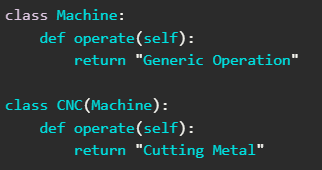 class Machine:
    def operate(self):
        return "Generic Operation"

class CNC(Machine):
    def operate(self):
        return "Cutting Metal"